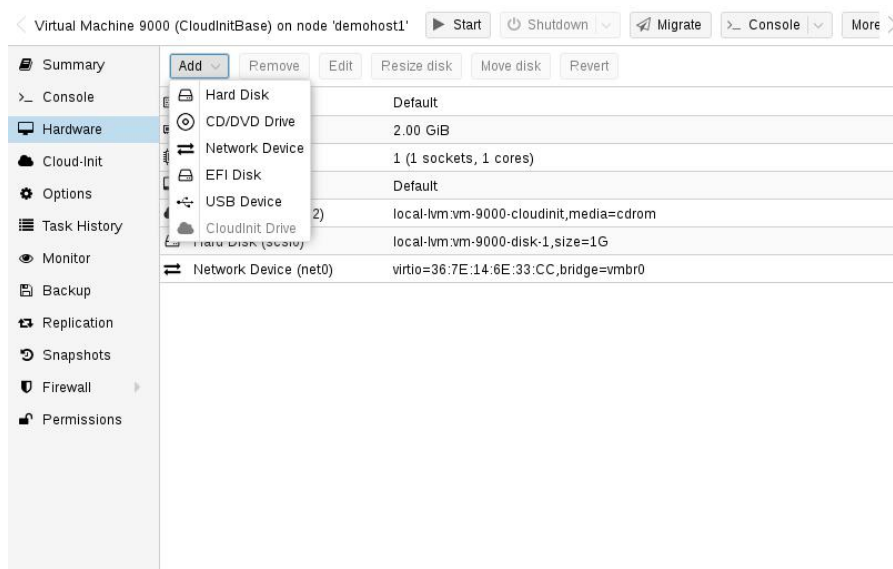 Virtual Machine 9000 (CloudInitBase) on node 'demohost1' Start Shutdown Migrate >_ Console More
Summary
>_ Console
Hardware
Cloud-Init
Options
Task History
Monitor
Backup
Replication
Snapshots
Firewall
Permissions
Add Remove Edit Resize disk Move disk Revert
Hard Disk
CD/DVD Drive
Network Device
EFI Disk
USB Device
CloudInit Drive
Default
2.00 GiB
1 (1 sockets, 1 cores)
Default
2) local-lvm:vm-9000-cloudinit,media=cdrom
Hard Disk (scsi0) local-lvm:vm-9000-disk-1,size=1G
Network Device (net0) virtio=36:7E:14:6E:33:CC,bridge=vmbr0